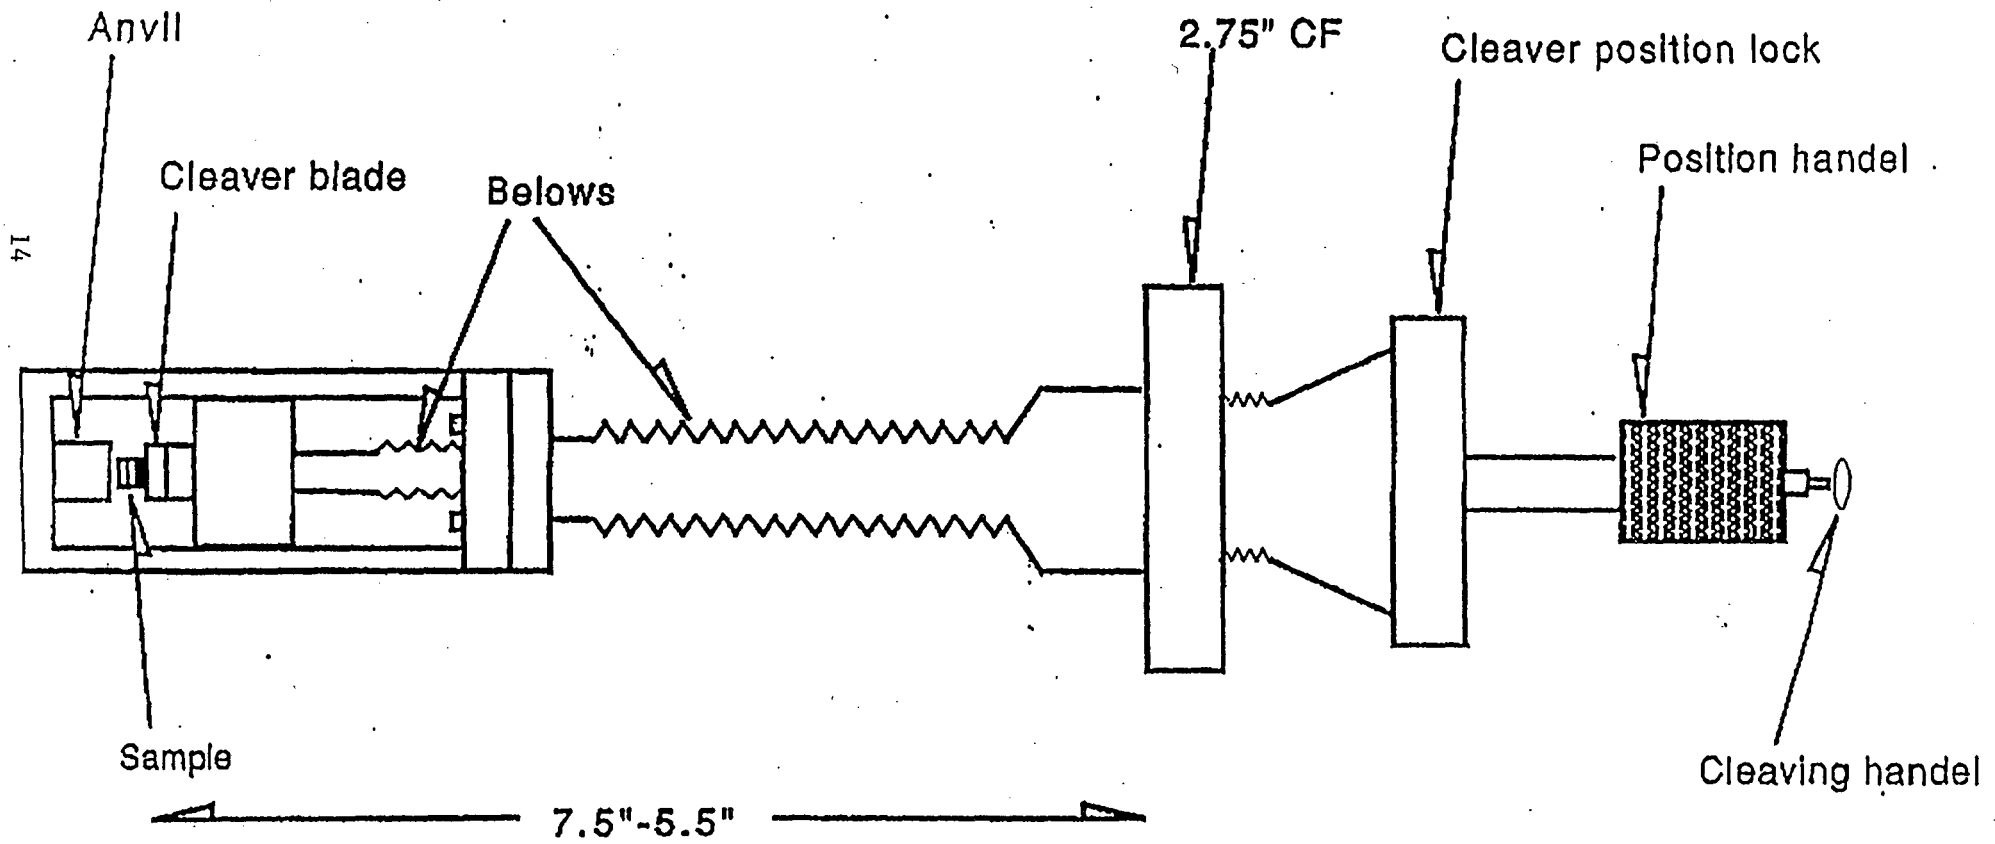 Anvil
2.75" CF
Cleaver position lock
Position handel
Cleaver blade
Belows
14
Sample
Cleaving handel
7.5"-5.5"